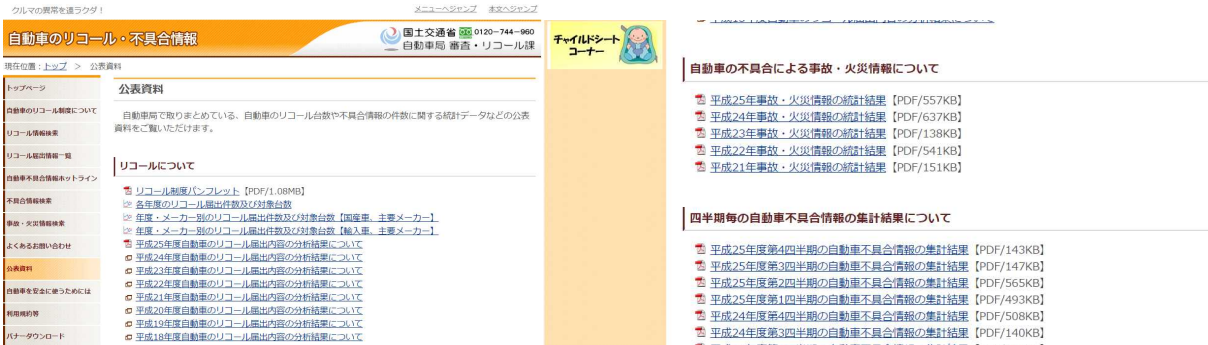 クルマの異常を違うクダ！
メニューへジャンプ 本文へジャンプ
自動車のリコール・不具合情報
国土交通省 0120-744-960
自動車局 審査・リコール課
チャイルドシート
コーナー
現在位置：トップ ＞ 公表資料
トップページ
自動車のリコール制度について
リコール情報検索
リコール届出情報一覧
自動車不具合情報ホットライン
不具合情報検索
事故・火災情報検索
よくあるお問い合わせ
公表資料
自動車を安全に使うためには
利用規約等
バナーダウンロード
公表資料
自動車局で取りまとめている、自動車のリコール台数や不具合情報の件数に関する統計データなどの公表
資料をご覧いただけます。
リコールについて
リコール制度パンフレット【PDF/1.08MB】
各年度のリコール届出件数及び対象台数
年度・メーカー別のリコール届出件数及び対象台数【国産車、主要メーカー】
年度・メーカー別のリコール届出件数及び対象台数【輸入車、主要メーカー】
平成25年度自動車のリコール届出内容の分析結果について
平成24年度自動車のリコール届出内容の分析結果について
平成23年度自動車のリコール届出内容の分析結果について
平成22年度自動車のリコール届出内容の分析結果について
平成21年度自動車のリコール届出内容の分析結果について
平成20年度自動車のリコール届出内容の分析結果について
平成19年度自動車のリコール届出内容の分析結果について
平成18年度自動車のリコール届出内容の分析結果について
自動車の不具合による事故・火災情報について
平成25年事故・火災情報の統計結果【PDF/557KB】
平成24年事故・火災情報の統計結果【PDF/637KB】
平成23年事故・火災情報の統計結果【PDF/138KB】
平成22年事故・火災情報の統計結果【PDF/541KB】
平成21年事故・火災情報の統計結果【PDF/151KB】
四半期毎の自動車不具合情報の集計結果について
平成25年度第4四半期の自動車不具合情報の集計結果【PDF/143KB】
平成25年度第3四半期の自動車不具合情報の集計結果【PDF/147KB】
平成25年度第2四半期の自動車不具合情報の集計結果【PDF/565KB】
平成25年度第1四半期の自動車不具合情報の集計結果【PDF/493KB】
平成24年度第4四半期の自動車不具合情報の集計結果【PDF/508KB】
平成24年度第3四半期の自動車不具合情報の集計結果【PDF/140KB】